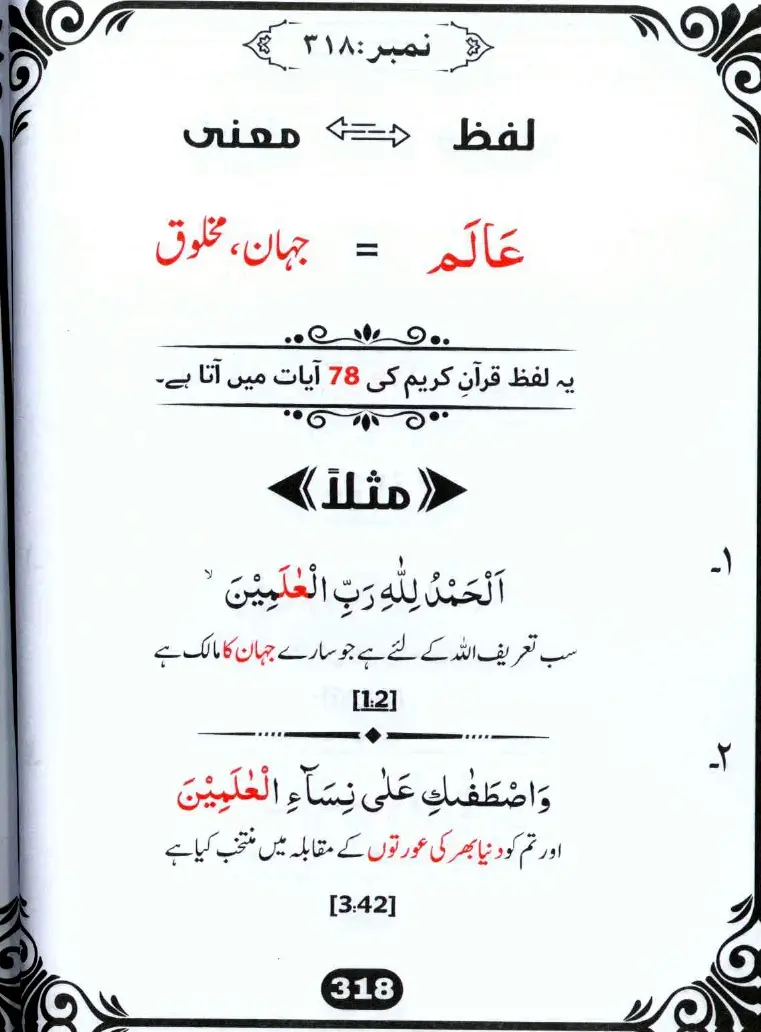 نمبر:۳۱۸
لفظ ⇐⇒ معنی
عَالَم = جہان، مخلوق
یہ لفظ قرآنِ کریم کی 78 آیات میں آتا ہے۔
مثلاً
۱۔
اَلْحَمْدُ لِلّٰهِ رَبِّ الْعٰلَمِيْنَ ۙ
سب تعریف اللہ کے لئے ہے جو سارے جہان کا مالک ہے
[1:2]
۲۔
وَاصْطَفٰىكِ عَلٰى نِسَآءِ الْعٰلَمِيْنَ
اور تم کو دنیا بھر کی عورتوں کے مقابلہ میں منتخب کیا ہے
[3:42]
318